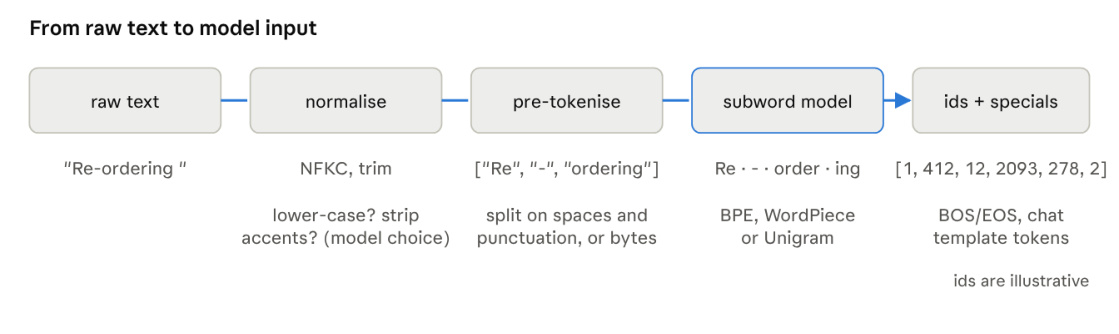 From raw text to model input
raw text
normalise
pre-tokenise
subword model
ids + specials
"Re-ordering "
NFKC, trim
["Re", "-", "ordering"]
Re · - · order · ing
[1, 412, 12, 2093, 278, 2]
lower-case? strip
accents? (model choice)
split on spaces and
punctuation, or bytes
BPE, WordPiece
or Unigram
BOS/EOS, chat
template tokens
ids are illustrative